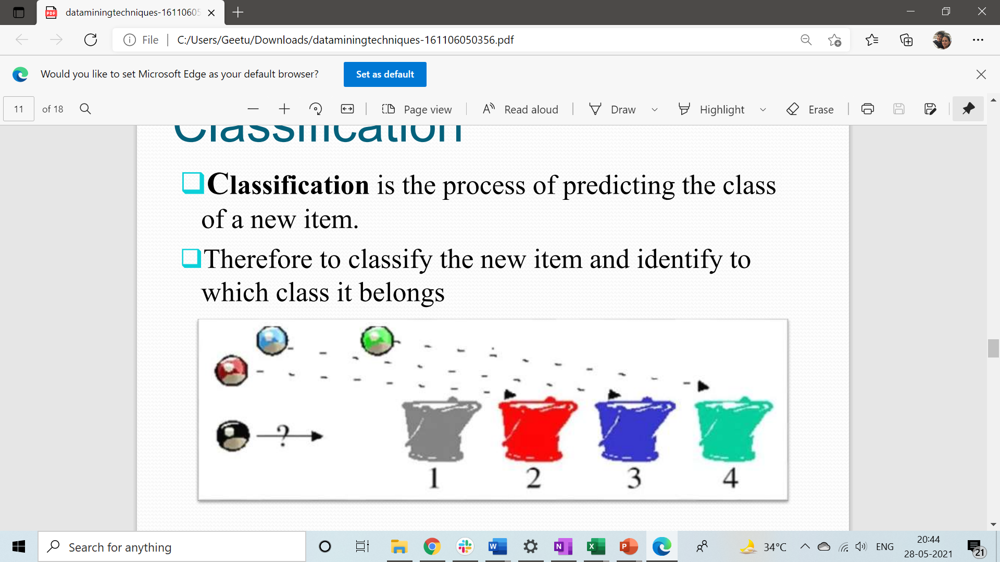 dataminingtechniques-16110605
File
C:/Users/Geetu/Downloads/dataminingtechniques-161106050356.pdf
Would you like to set Microsoft Edge as your default browser?
Set as default
11 of 18
Page view
Read aloud
Draw
Highlight
Erase
Classification
Classification is the process of predicting the class
of a new item.
Therefore to classify the new item and identify to
which class it belongs
?
1 2 3 4
Search for anything
34°C
ENG
20:44
28-05-2021
21